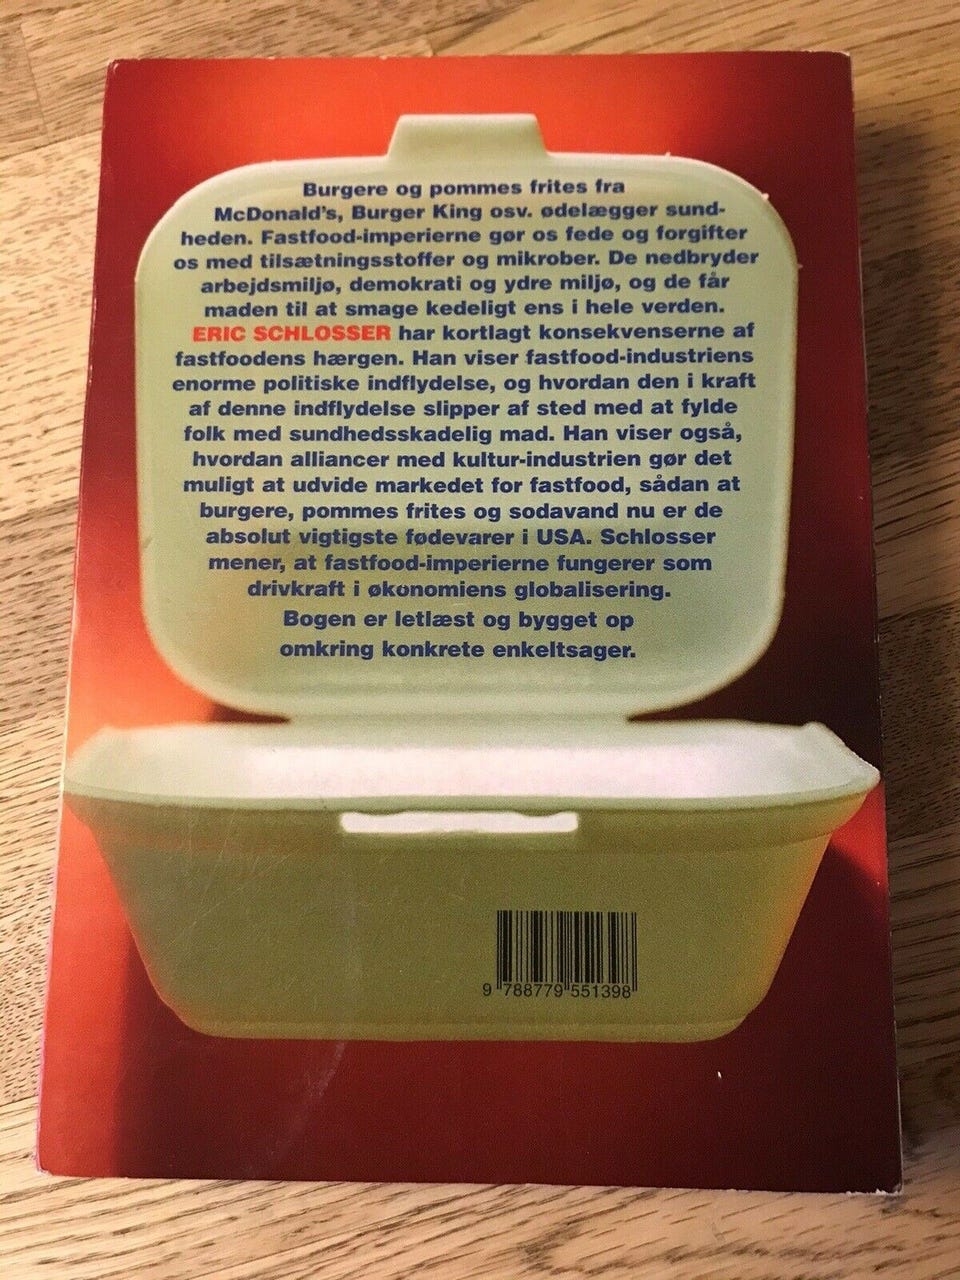 Burgere og pommes frites fra
McDonald's, Burger King osv. ødelægger sund-
heden. Fastfood-imperierne gør os fede og forgifter
os med tilsætningsstoffer og mikrober. De nedbryder
arbejdsmiljø, demokrati og ydre miljø, og de får
maden til at smage kedeligt ens i hele verden.
ERIC SCHLOSSER har kortlagt konsekvenserne af
fastfoodens hærgen. Han viser fastfood-industriens
enorme politiske indflydelse, og hvordan den i kraft
af denne indflydelse slipper af sted med at fylde
folk med sundhedsskadelig mad. Han viser også,
hvordan alliancer med kultur-industrien gør det
muligt at udvide markedet for fastfood, sådan at
burgere, pommes frites og sodavand nu er de
absolut vigtigste fødevarer i USA. Schlosser
mener, at fastfood-imperierne fungerer som
drivkraft i økonomiens globalisering.
Bogen er letlæst og bygget op
omkring konkrete enkeltsager.
9 788779 551398